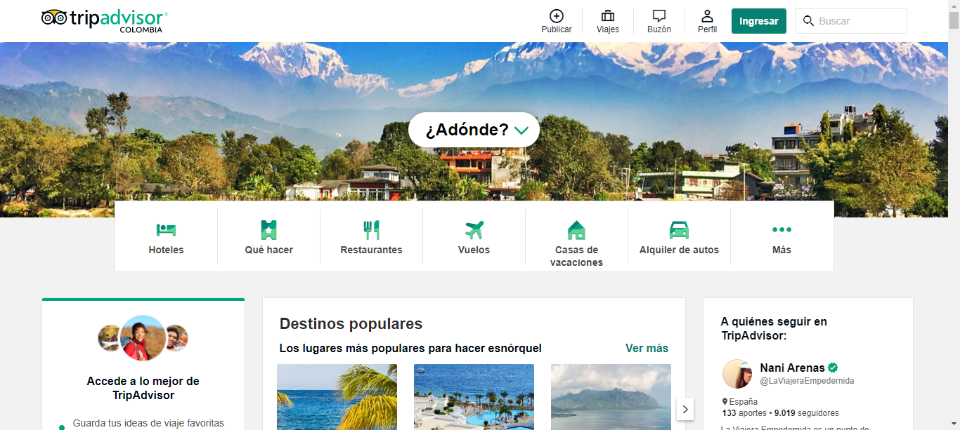 tripadvisor
COLOMBIA
Publicar
Viajes
Buzón
Perfil
Ingresar
Buscar
¿Adónde?
Hoteles
Qué hacer
Restaurantes
Vuelos
Casas de
vacaciones
Alquiler de autos
Más
Accede a lo mejor de
TripAdvisor
Guarda tus ideas de viaje favoritas
Destinos populares
Los lugares más populares para hacer esnórquel
Ver más
A quiénes seguir en
TripAdvisor:
Nani Arenas
@LaViajeraEmpedernida
España
133 aportes • 9.019 seguidores
La Viajera Empedernida es un punto de